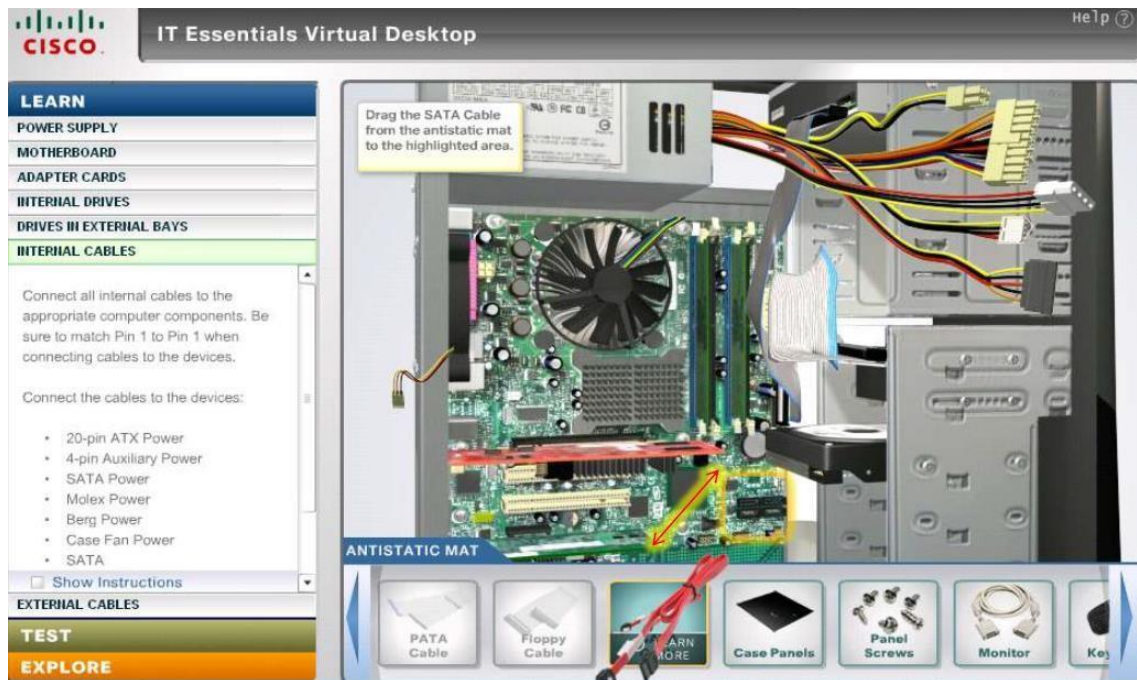 CISCO
IT Essentials Virtual Desktop
Help ?
LEARN
POWER SUPPLY
MOTHERBOARD
ADAPTER CARDS
INTERNAL DRIVES
DRIVES IN EXTERNAL BAYS
INTERNAL CABLES
Connect all internal cables to the
appropriate computer components. Be
sure to match Pin 1 to Pin 1 when
connecting cables to the devices.
Connect the cables to the devices:
• 20-pin ATX Power
• 4-pin Auxiliary Power
• SATA Power
• Molex Power
• Berg Power
• Case Fan Power
• SATA
Show Instructions
EXTERNAL CABLES
TEST
EXPLORE
Drag the SATA Cable
from the antistatic mat
to the highlighted area.
ANTISTATIC MAT
PATA
Cable
Floppy
Cable
MORE
Case Panels
Panel
Screws
Monitor